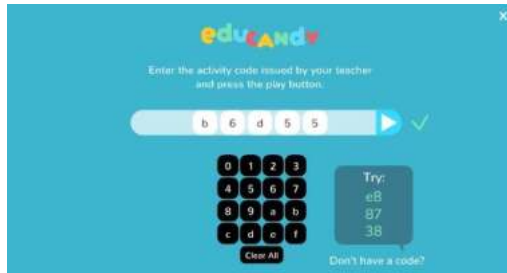 X
eduCANDY
Enter the activity code issued by your teacher
and press the play button.
b 6 d 5 5
0 1 2 3
4 5 6 7
8 9 a b
c d e f
Clear All
Try:
e8
87
38
Don't have a code?